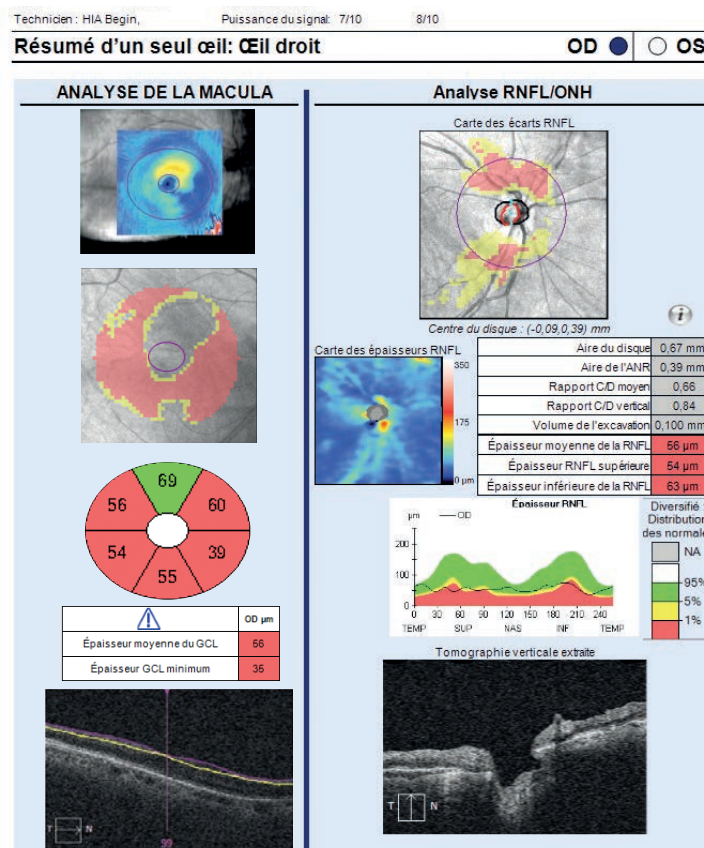 Technicien : HIA Begin, Puissance du signal: 7/10 8/10
Résumé d'un seul œil: Œil droit OD OS
ANALYSE DE LA MACULA
69
56 60
54 39
55
OD µm
Épaisseur moyenne du GCL 56
Épaisseur GCL minimum 35
T N
99
Analyse RNFL/ONH
Carte des écarts RNFL
Centre du disque : (-0,09,0,39) mm
i
Carte des épaisseurs RNFL
350
175
0 µm
Aire du disque 0,67 mm
Aire de l'ANR 0,39 mm
Rapport C/D moyen 0,66
Rapport C/D vertical 0,84
Volume de l'excavation 0,100 mm
Épaisseur moyenne de la RNFL 56 µm
Épaisseur RNFL supérieure 64 µm
Épaisseur inférieure de la RNFL 63 µm
Épaisseur RNFL
µm OD
200
100
0
0 30 60 90 120 150 180 210 240
TEMP SUP NAS INF TEMP
Diversifié :
Distribution
des normale
NA
95%
5%
1%
Tomographie verticale extraite
T N